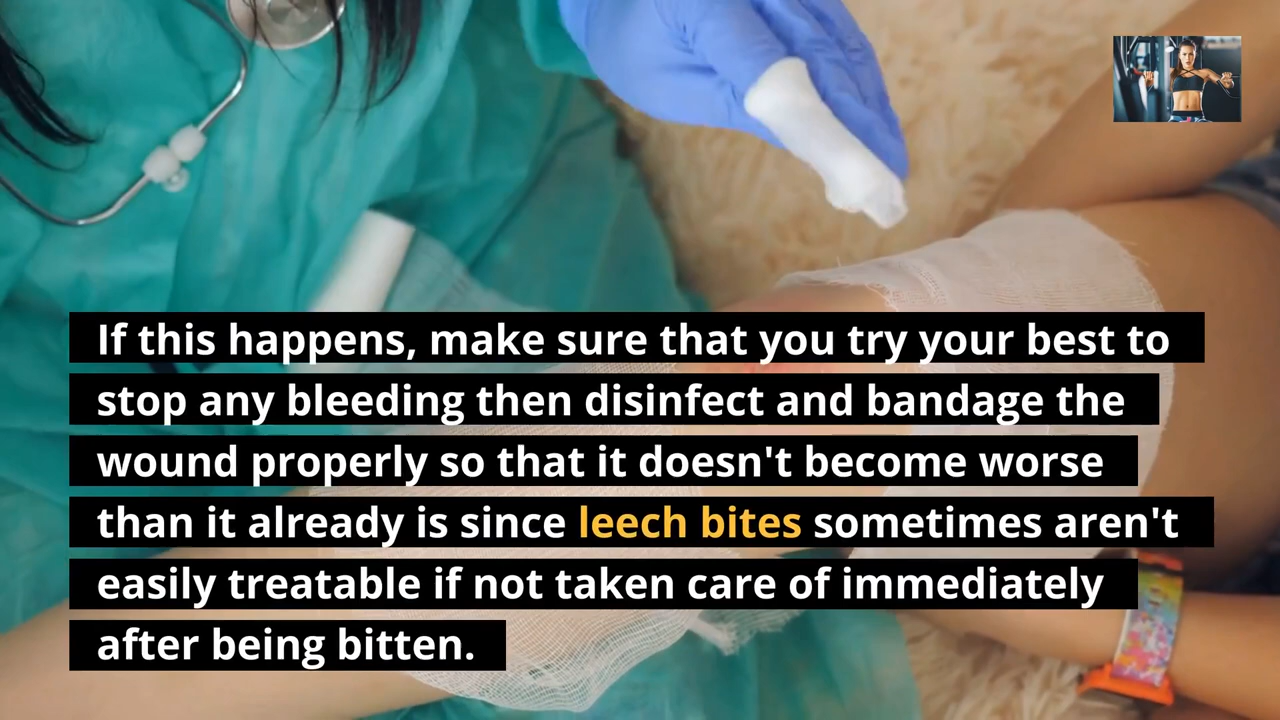 If this happens, make sure that you try your best to
stop any bleeding then disinfect and bandage the
wound properly so that it doesn't become worse
than it already is since leech bites sometimes aren't
easily treatable if not taken care of immediately
after being bitten.